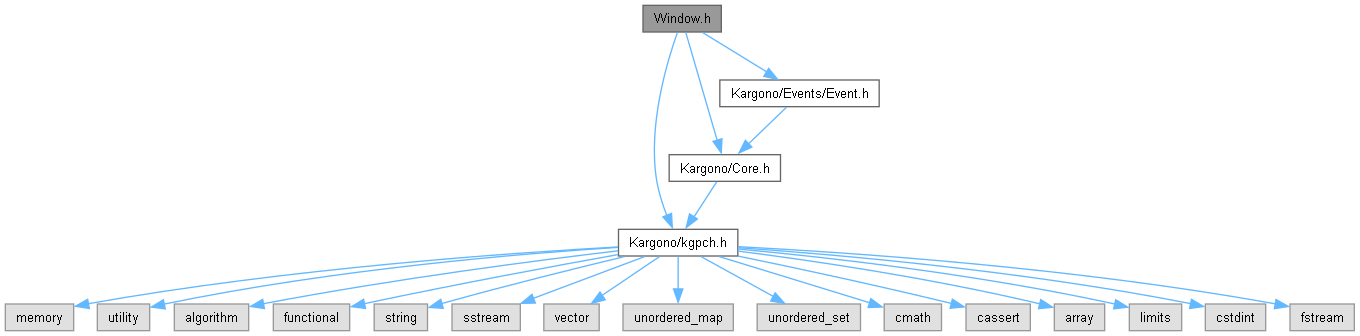 Window.h
Kargono/Events/Event.h
Kargono/Core.h
Kargono/kgpch.h
memory
utility
algorithm
functional
string
sstream
vector
unordered_map
unordered_set
cmath
cassert
array
limits
cstdint
fstream